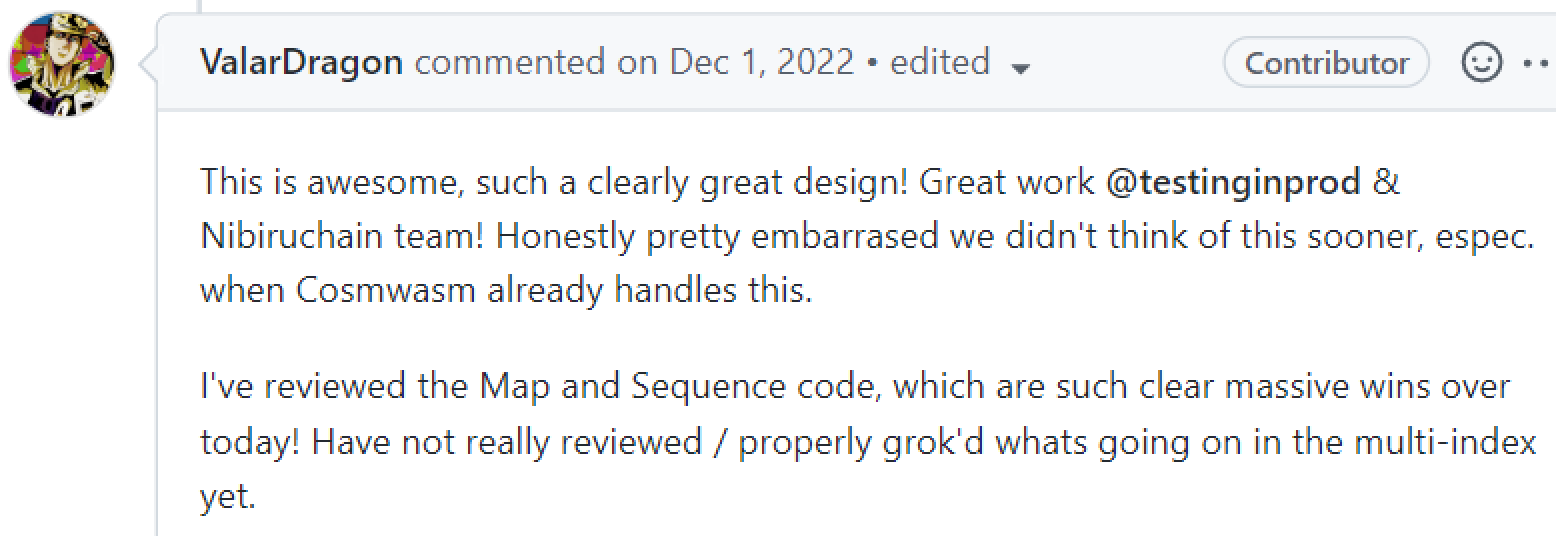 ValarDragon commented on Dec 1, 2022 • edited Contributor
This is awesome, such a clearly great design! Great work @testinginprod &
Nibiruchain team! Honestly pretty embarrased we didn't think of this sooner, espec.
when Cosmwasm already handles this.
I've reviewed the Map and Sequence code, which are such clear massive wins over
today! Have not really reviewed / properly grok'd whats going on in the multi-index
yet.